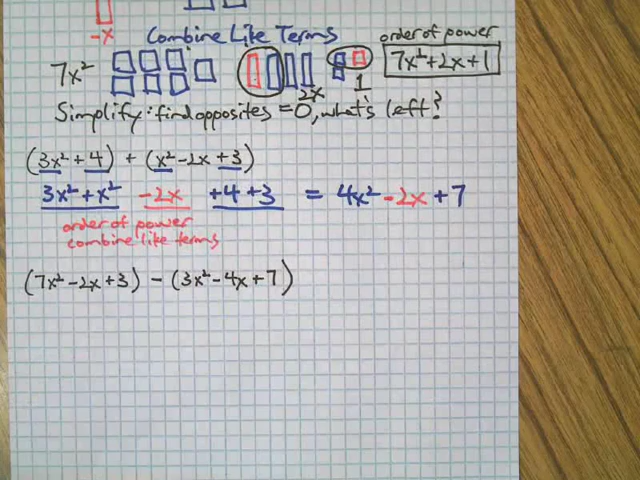 -x
Combine Like Terms
order of power
7x²
7x²+2x+1
2x
1
Simplify: find opposites = 0, what's left?
(3x² + 4) + (x² - 2x + 3)
3x² + x² -2x +4 +3 = 4x² - 2x + 7
order of power
combine like terms
(7x² - 2x + 3) - (3x² - 4x + 7)